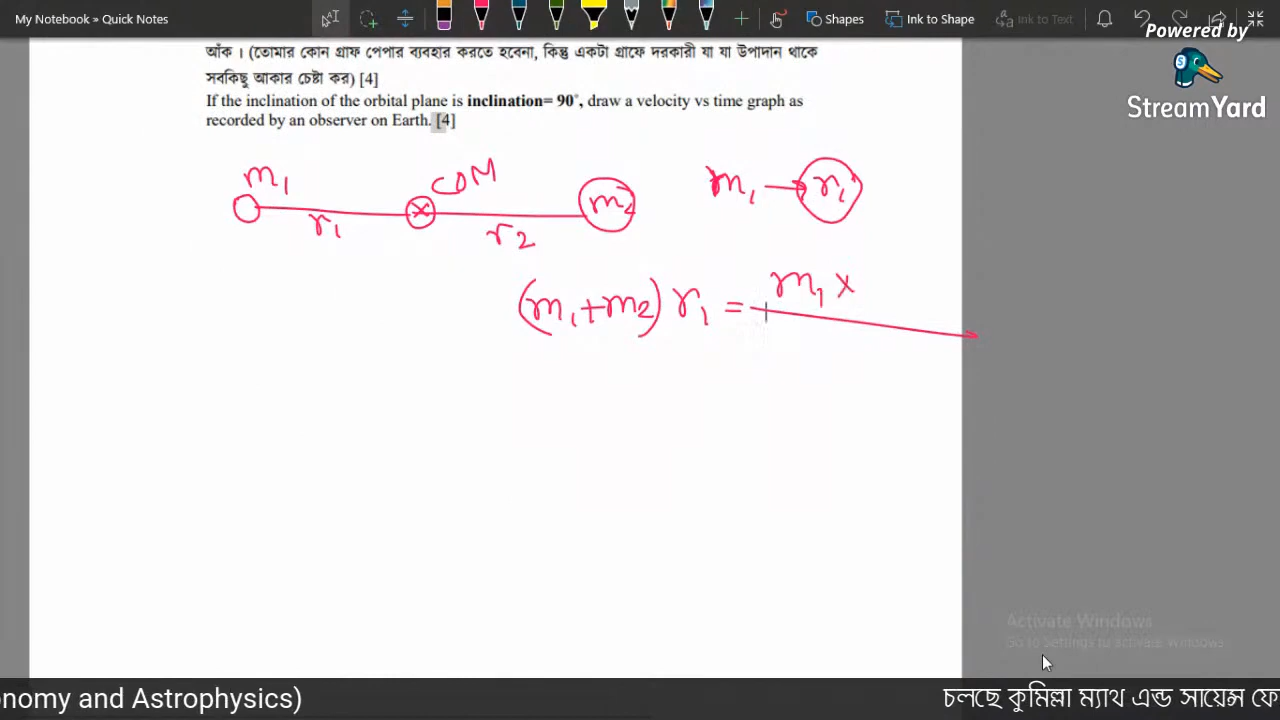 My Notebook » Quick Notes
Shapes
Ink to Shape
Ink to Text
Powered by
StreamYard
আঁক । (তোমার কোন গ্রাফ পেপার ব্যবহার করতে হবেনা, কিন্তু একটা গ্রাফে দরকারী যা যা উপাদান থাকে
সবকিছু আকার চেষ্টা কর) [4]
If the inclination of the orbital plane is inclination= 90°, draw a velocity vs time graph as
recorded by an observer on Earth. [4]
m₁ COM m₂ m₁ → r₁
r₁ r₂
(m₁+m₂) r₁ = m₁ x
Activate Windows
Go to Settings to activate Windows.
onomy and Astrophysics) চলছে কুমিল্লা ম্যাথ এন্ড সায়েন্স ফে